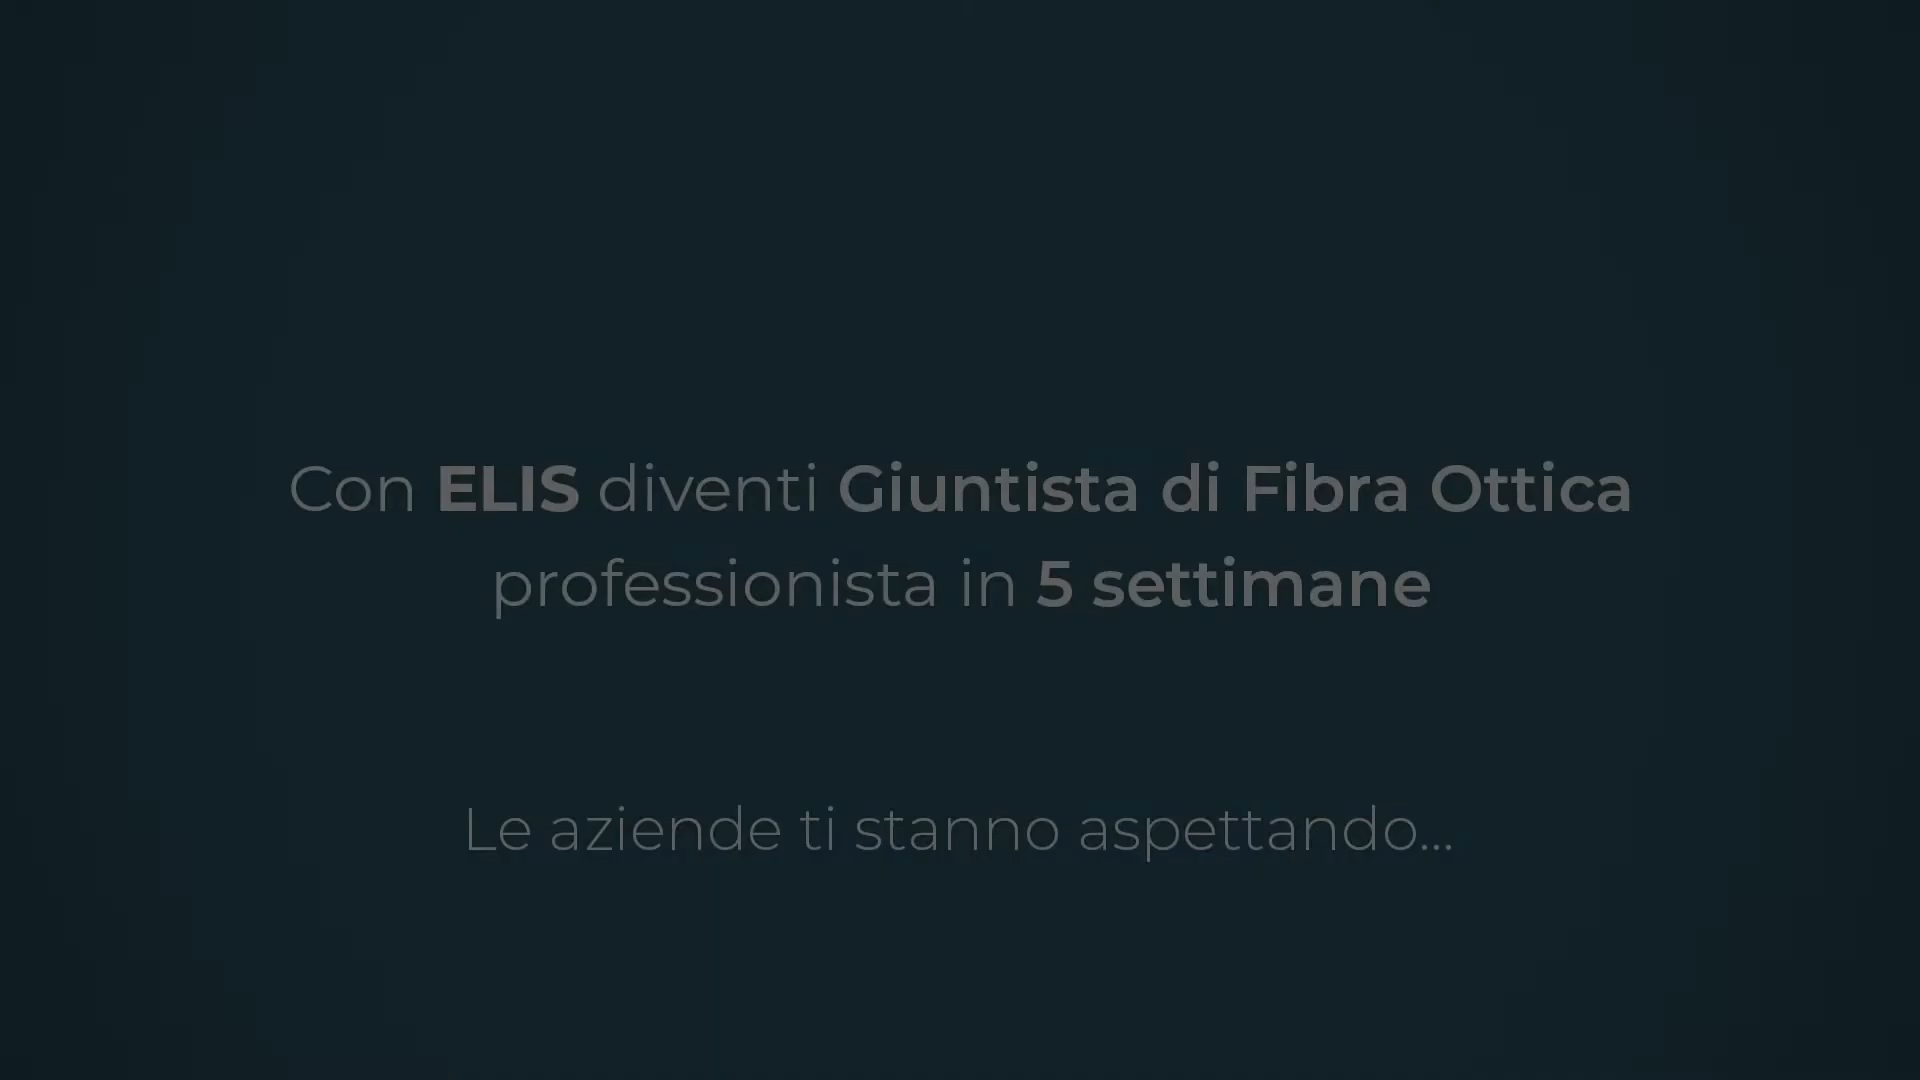 Con ELIS diventi Giuntista di Fibra Ottica
professionista in 5 settimane
Le aziende ti stanno aspettando...